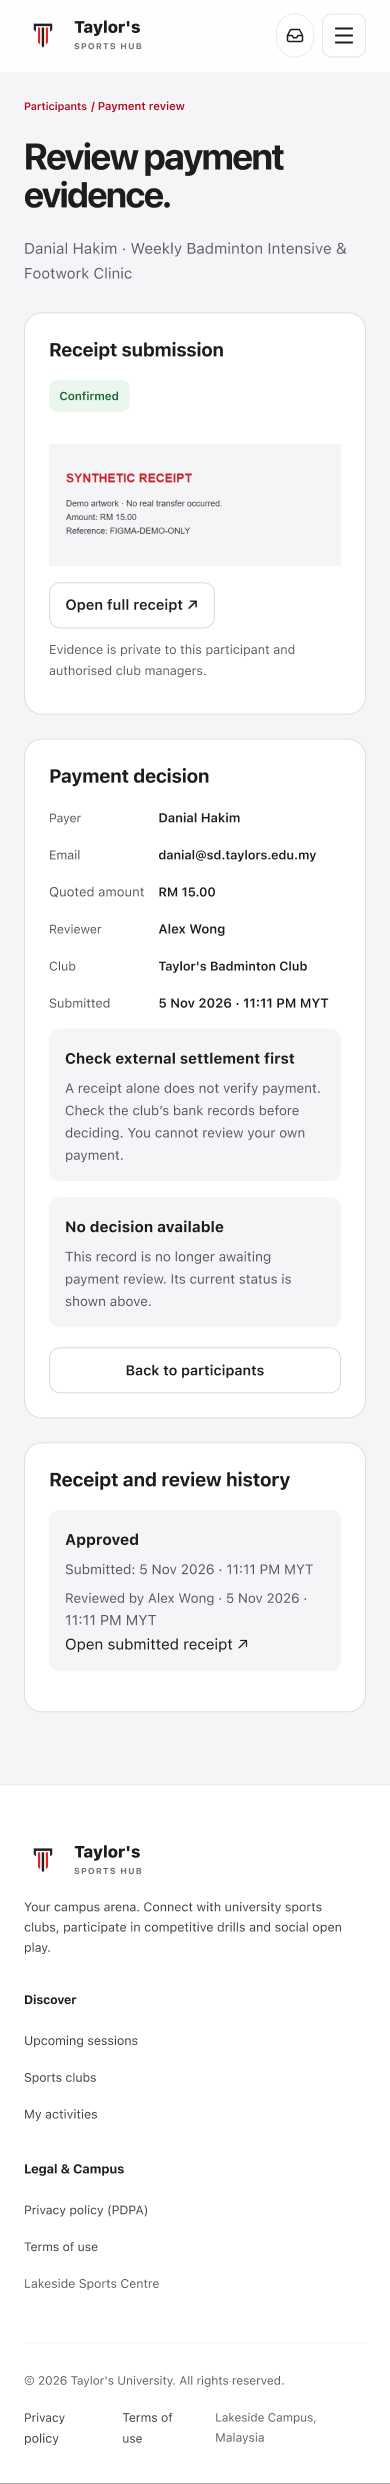 Taylor's
SPORTS HUB
Participants / Payment review
Review payment
evidence.
Danial Hakim · Weekly Badminton Intensive &
Footwork Clinic
Receipt submission
Confirmed
SYNTHETIC RECEIPT
Demo artwork · No real transfer occurred.
Amount: RM 15.00
Reference: FIGMA-DEMO-ONLY
Open full receipt ↗
Evidence is private to this participant and
authorised club managers.
Payment decision
Payer Danial Hakim
Email danial@sd.taylors.edu.my
Quoted amount RM 15.00
Reviewer Alex Wong
Club Taylor's Badminton Club
Submitted 5 Nov 2026 · 11:11 PM MYT
Check external settlement first
A receipt alone does not verify payment.
Check the club’s bank records before
deciding. You cannot review your own
payment.
No decision available
This record is no longer awaiting
payment review. Its current status is
shown above.
Back to participants
Receipt and review history
Approved
Submitted: 5 Nov 2026 · 11:11 PM MYT
Reviewed by Alex Wong · 5 Nov 2026 ·
11:11 PM MYT
Open submitted receipt ↗
Taylor's
SPORTS HUB
Your campus arena. Connect with university sports
clubs, participate in competitive drills and social open
play.
Discover
Upcoming sessions
Sports clubs
My activities
Legal & Campus
Privacy policy (PDPA)
Terms of use
Lakeside Sports Centre
© 2026 Taylor's University. All rights reserved.
Privacy
policy
Terms of
use
Lakeside Campus,
Malaysia